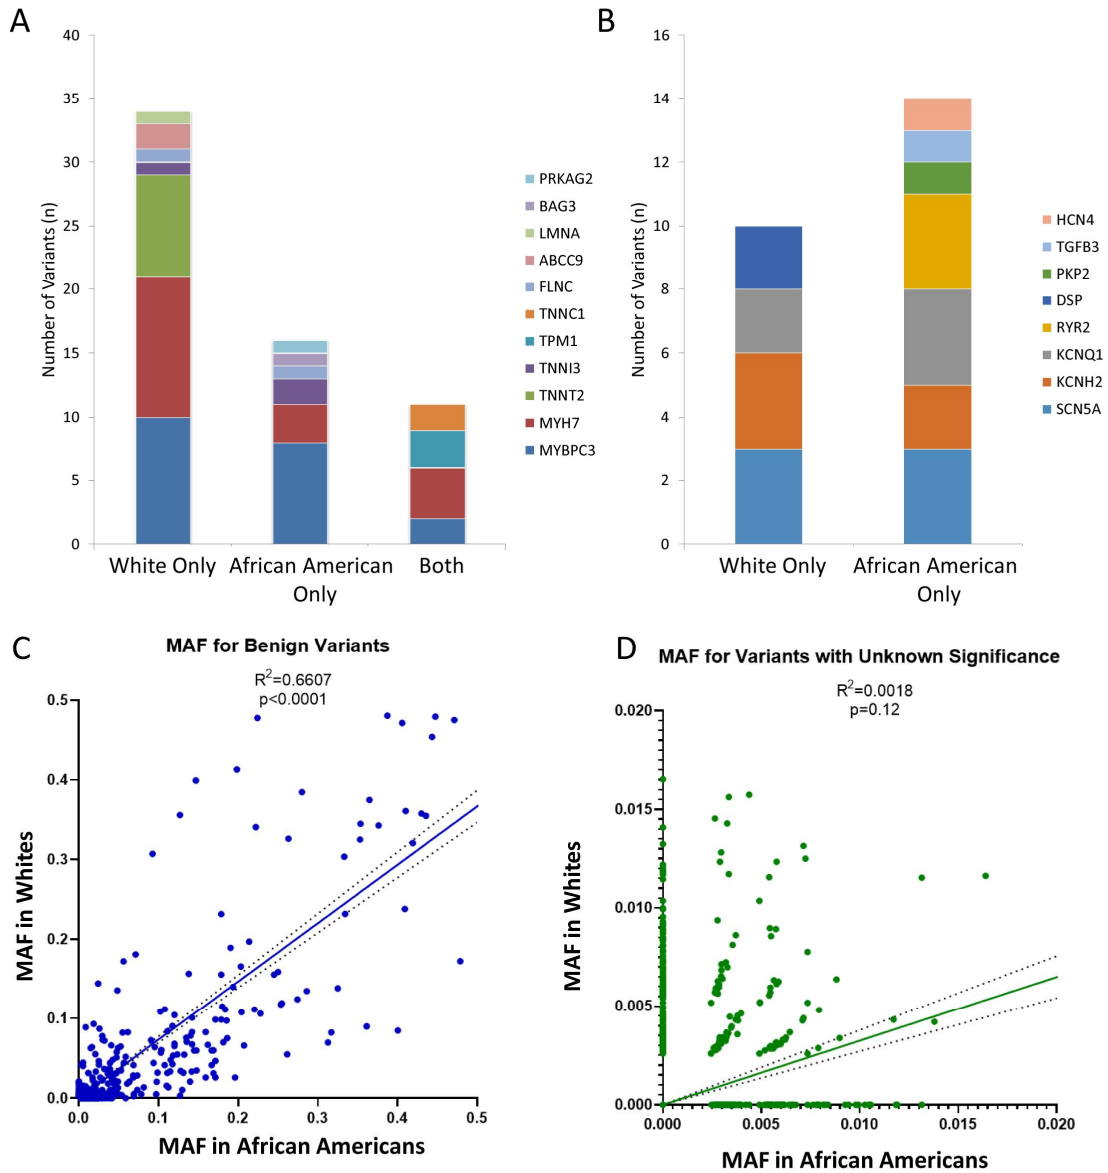 A
40
35
30
25
20
15
10
5
0
Number of Variants (n)
White Only
African American
Only
Both
PRKAG2
BAG3
LMNA
ABCC9
FLNC
TNNC1
TPM1
TNNI3
TNNT2
MYH7
MYBPC3
B
16
14
12
10
8
6
4
2
0
Number of Variants (n)
White Only
African American
Only
HCN4
TGFB3
PKP2
DSP
RYR2
KCNQ1
KCNH2
SCN5A
C
MAF for Benign Variants
R²=0.6607
p<0.0001
0.5
0.4
0.3
0.2
0.1
0.0
MAF in Whites
0.0 0.1 0.2 0.3 0.4 0.5
MAF in African Americans
D
MAF for Variants with Unknown Significance
R²=0.0018
p=0.12
0.020
0.015
0.010
0.005
0.000
MAF in Whites
0.000 0.005 0.010 0.015 0.020
MAF in African Americans